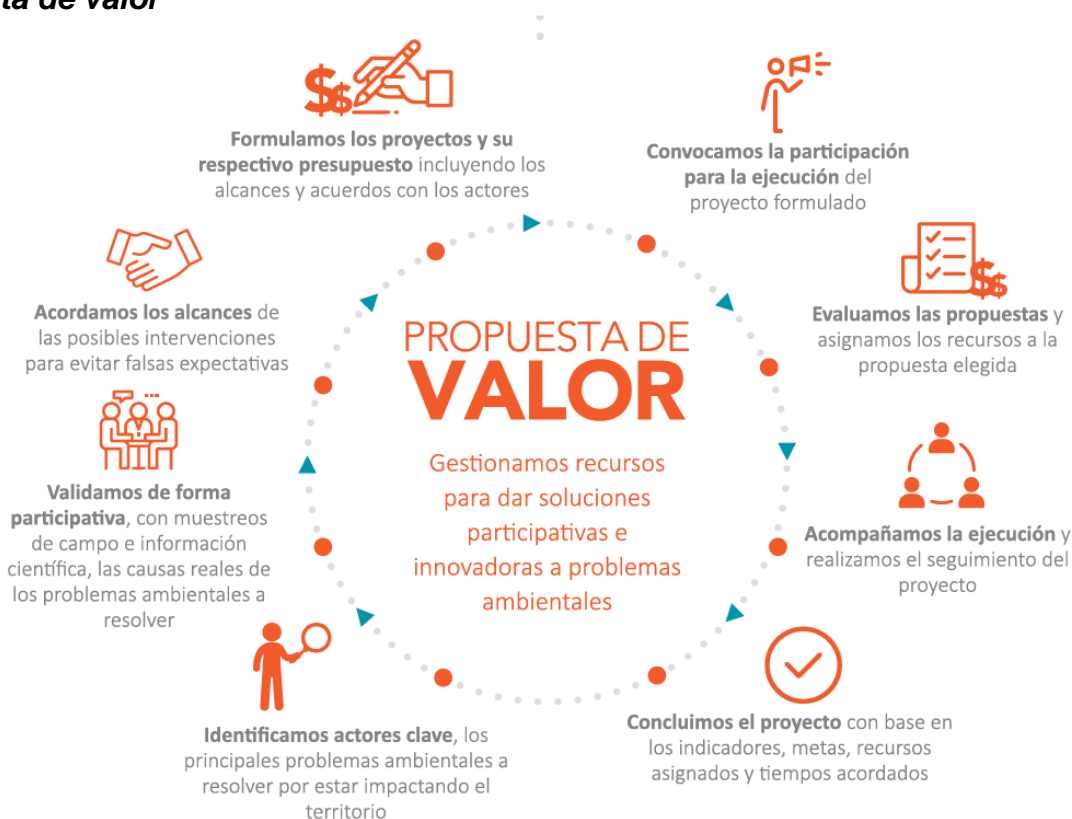 ta de valor
Formulamos los proyectos y su
respectivo presupuesto incluyendo los
alcances y acuerdos con los actores
Convocamos la participación
para la ejecución del
proyecto formulado
Acordamos los alcances de
las posibles intervenciones
para evitar falsas expectativas
Evaluamos las propuestas y
asignamos los recursos a la
propuesta elegida
PROPUESTA DE
VALOR
Gestionamos recursos
para dar soluciones
participativas e
innovadoras a problemas
ambientales
Validamos de forma
participativa, con muestreos
de campo e información
científica, las causas reales de
los problemas ambientales a
resolver
Acompañamos la ejecución y
realizamos el seguimiento del
proyecto
Identificamos actores clave, los
principales problemas ambientales a
resolver por estar impactando el
territorio
Concluimos el proyecto con base en
los indicadores, metas, recursos
asignados y tiempos acordados